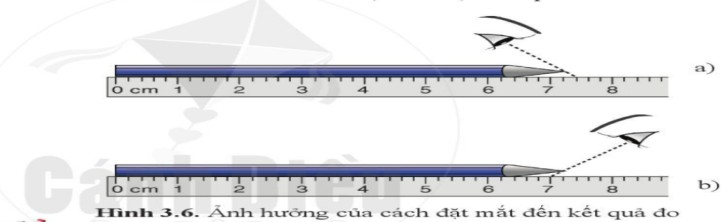 a)
0 cm 1 2 3 4 5 6 7 8
b)
0 cm 1 2 3 4 5 6 7 8
Cánh Diều
Hình 3.6. Ảnh hưởng của cách đặt mắt đến kết quả đo